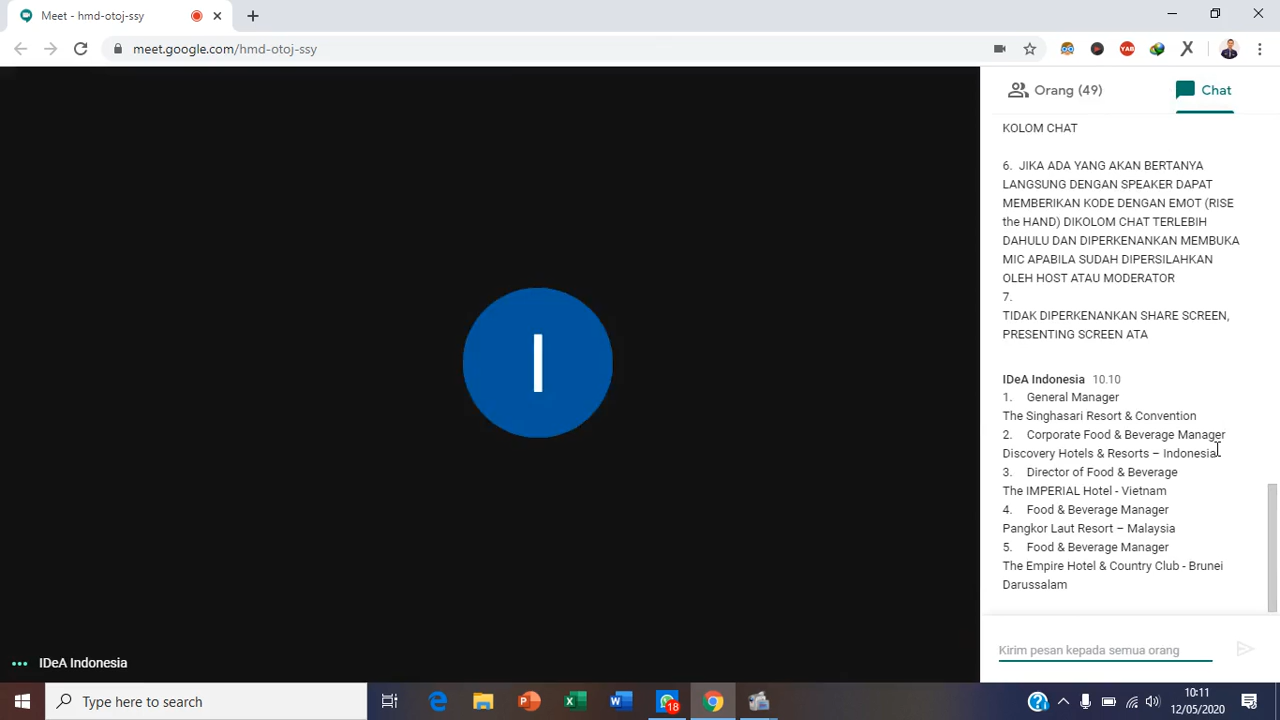 Meet - hmd-otoj-ssy
meet.google.com/hmd-otoj-ssy
YAB
Orang (49)
Chat
KOLOM CHAT
6. JIKA ADA YANG AKAN BERTANYA
LANGSUNG DENGAN SPEAKER DAPAT
MEMBERIKAN KODE DENGAN EMOT (RISE
the HAND) DIKOLOM CHAT TERLEBIH
DAHULU DAN DIPERKENANKAN MEMBUKA
MIC APABILA SUDAH DIPERSILAHKAN
OLEH HOST ATAU MODERATOR
7.
TIDAK DIPERKENANKAN SHARE SCREEN,
PRESENTING SCREEN ATA
IDeA Indonesia 10.10
1. General Manager
The Singhasari Resort & Convention
2. Corporate Food & Beverage Manager
Discovery Hotels & Resorts – Indonesia
3. Director of Food & Beverage
The IMPERIAL Hotel - Vietnam
4. Food & Beverage Manager
Pangkor Laut Resort – Malaysia
5. Food & Beverage Manager
The Empire Hotel & Country Club - Brunei
Darussalam
I
Kirim pesan kepada semua orang
IDeA Indonesia
Type here to search
18
10:11
12/05/2020